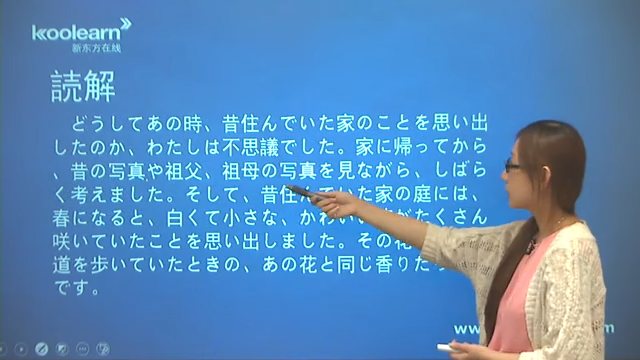 koolearn
新东方在线
読解
どうしてあの時、昔住んでいた家のことを思い出
したのか、わたしは不思議でした。家に帰ってから
、昔の写真や祖父、祖母の写真を見ながら、しばら
く考えました。そして、昔住んでいた家の庭には、
春になると、白くて小さな、かわいい がたくさん
咲いていたことを思い出しました。その花
道を歩いていたときの、あの花と同じ香りだ
です。
www. m